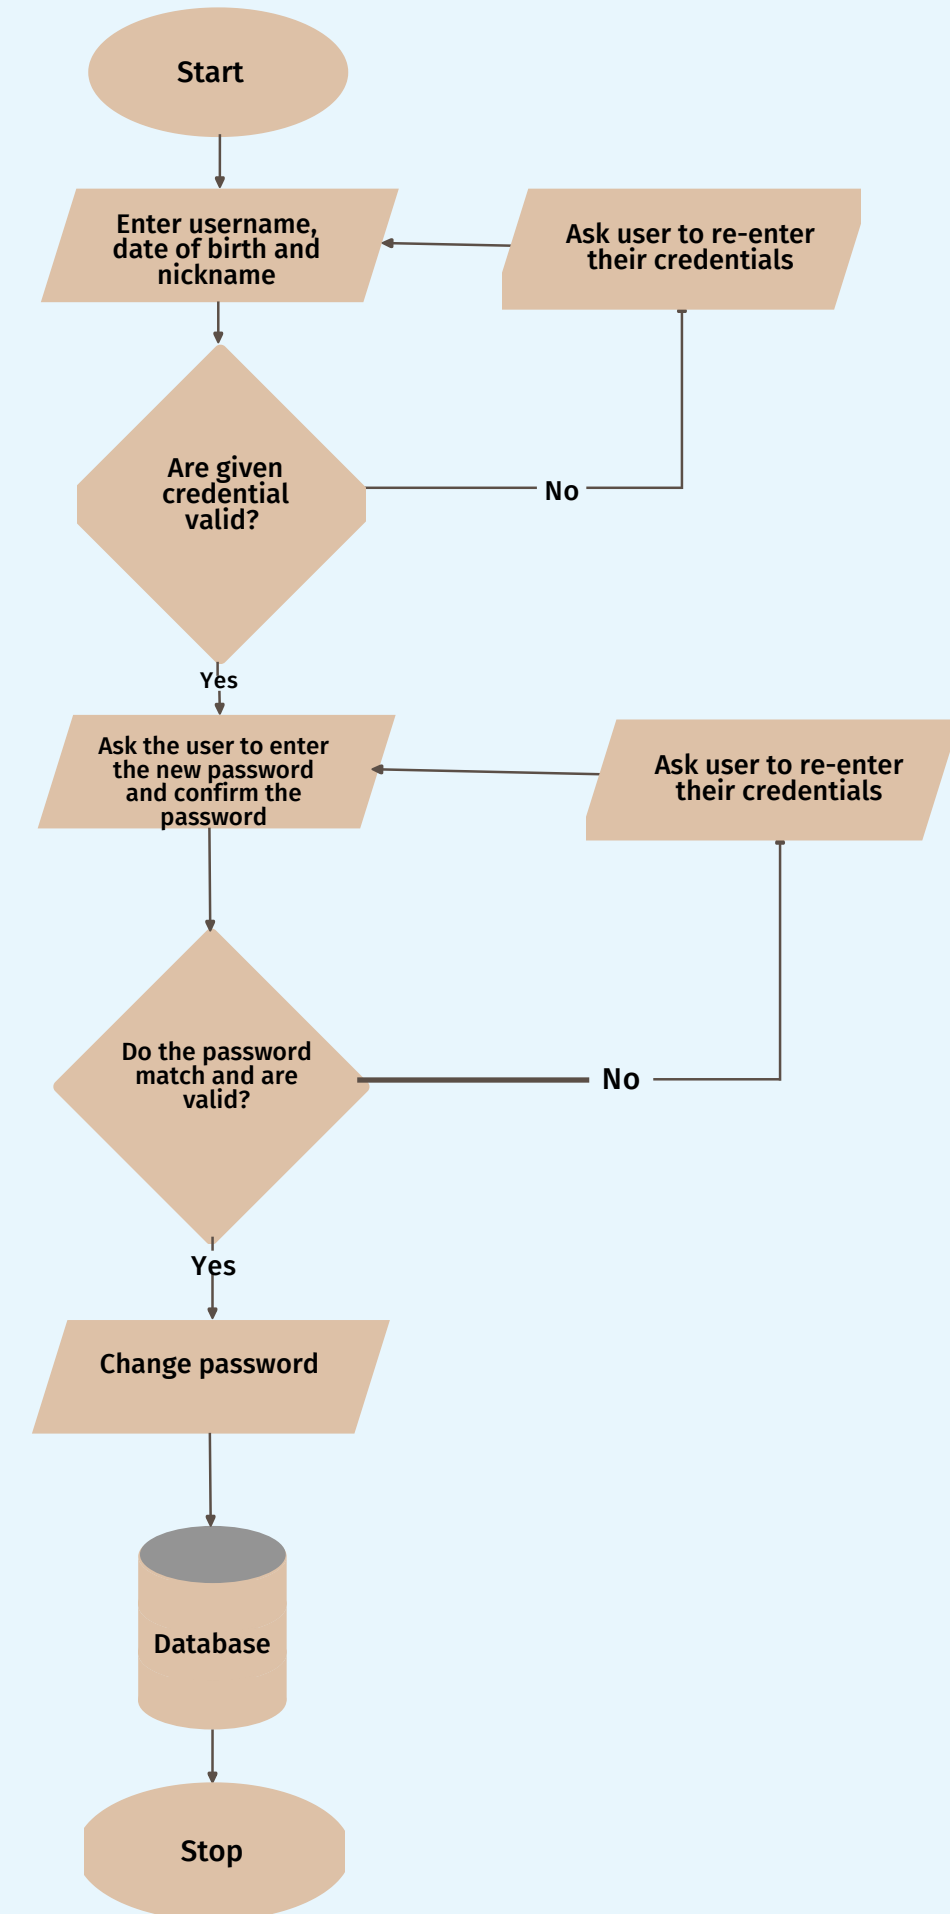 Start
Enter username,
date of birth and
nickname
Ask user to re-enter
their credentials
Are given
credential
valid?
No
Yes
Ask the user to enter
the new password
and confirm the
password
Ask user to re-enter
their credentials
Do the password
match and are
valid?
No
Yes
Change password
Database
Stop